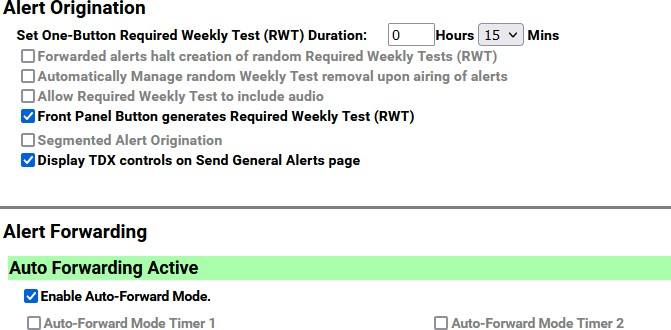 Alert Origination
Set One-Button Required Weekly Test (RWT) Duration: 0 Hours 15 Mins
Forwarded alerts halt creation of random Required Weekly Tests (RWT)
Automatically Manage random Weekly Test removal upon airing of alerts
Allow Required Weekly Test to include audio
Front Panel Button generates Required Weekly Test (RWT)
Segmented Alert Origination
Display TDX controls on Send General Alerts page
Alert Forwarding
Auto Forwarding Active
Enable Auto-Forward Mode.
Auto-Forward Mode Timer 1 Auto-Forward Mode Timer 2